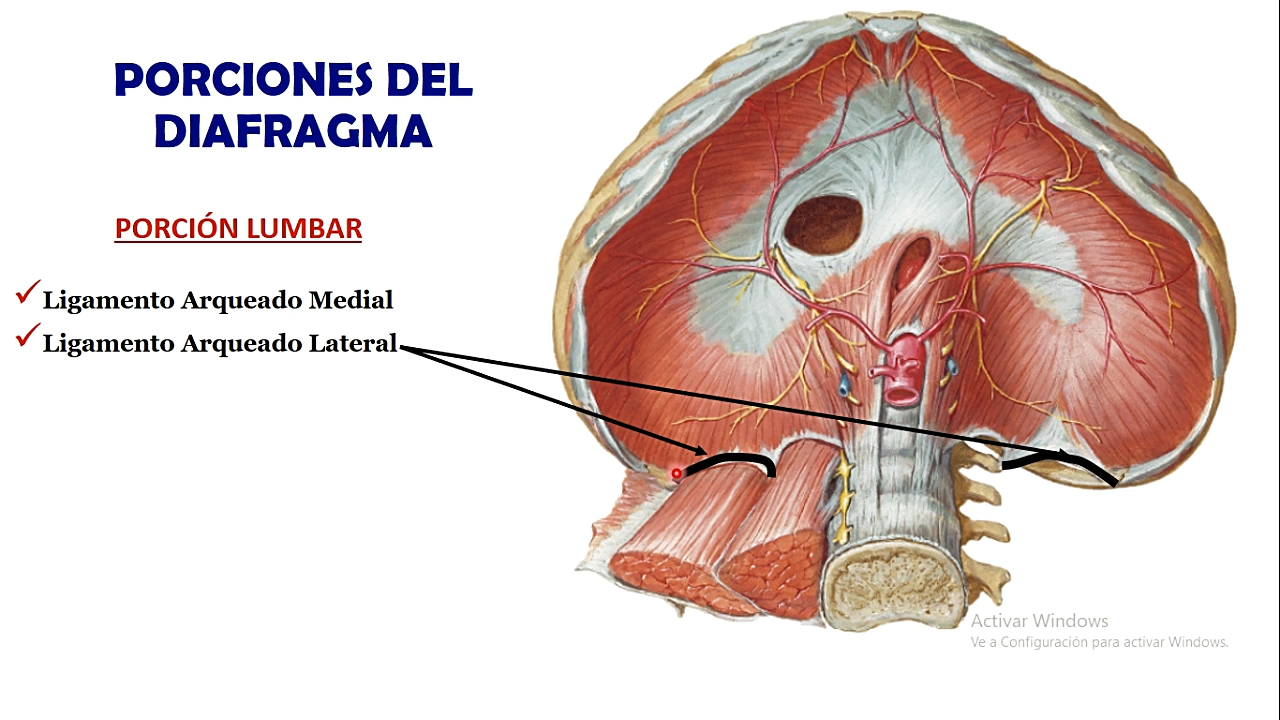 PORCIONES DEL
DIAFRAGMA
PORCIÓN LUMBAR
Ligamento Arqueado Medial
Ligamento Arqueado Lateral
Activar Windows
Ve a Configuración para activar Windows.